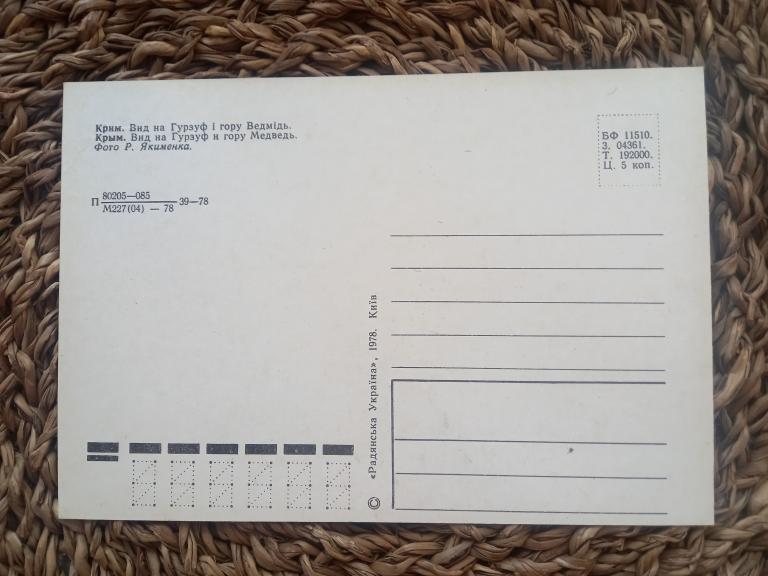 Крим. Вид на Гурзуф і гору Ведмідь.
Крым. Вид на Гурзуф и гору Медведь.
Фото Р. Якименка.
П 80205—085
М227(04) — 78 39—78
БФ 11510.
З. 04361.
Т. 192000.
Ц. 5 коп.
© «Радянська Україна», 1978. Київ